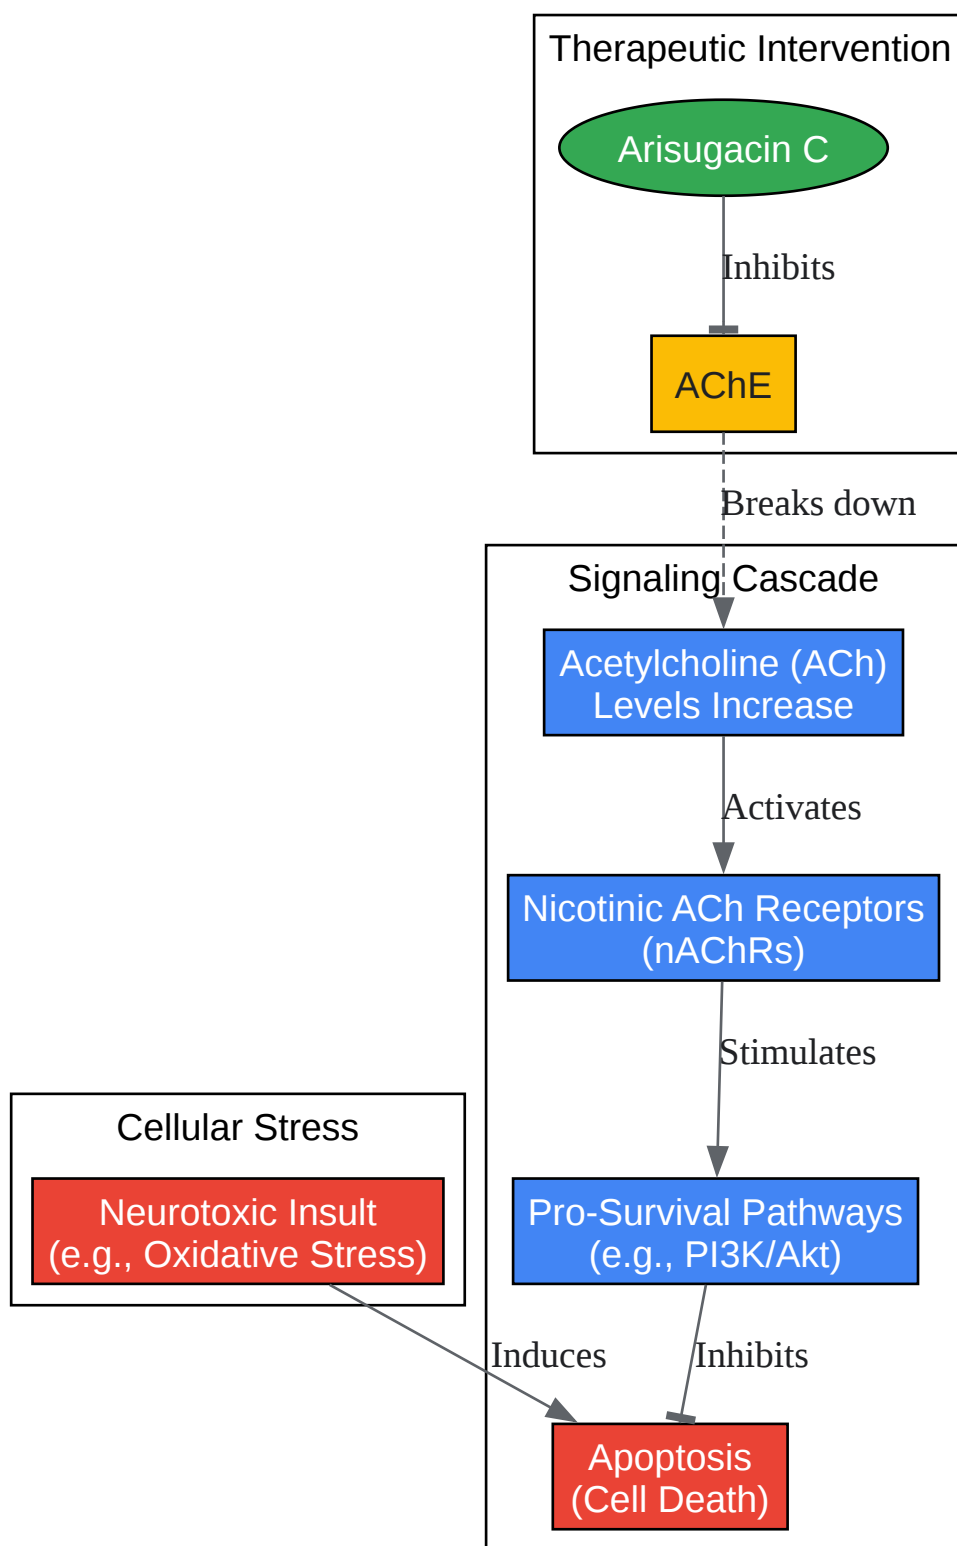 Therapeutic Intervention
Arisugacin C
Inhibits
AChE
Breaks down
Signaling Cascade
Acetylcholine (ACh)
Levels Increase
Activates
Nicotinic ACh Receptors
(nAChRs)
Stimulates
Cellular Stress
Neurotoxic Insult
(e.g., Oxidative Stress)
Pro-Survival Pathways
(e.g., PI3K/Akt)
Induces
Inhibits
Apoptosis
(Cell Death)